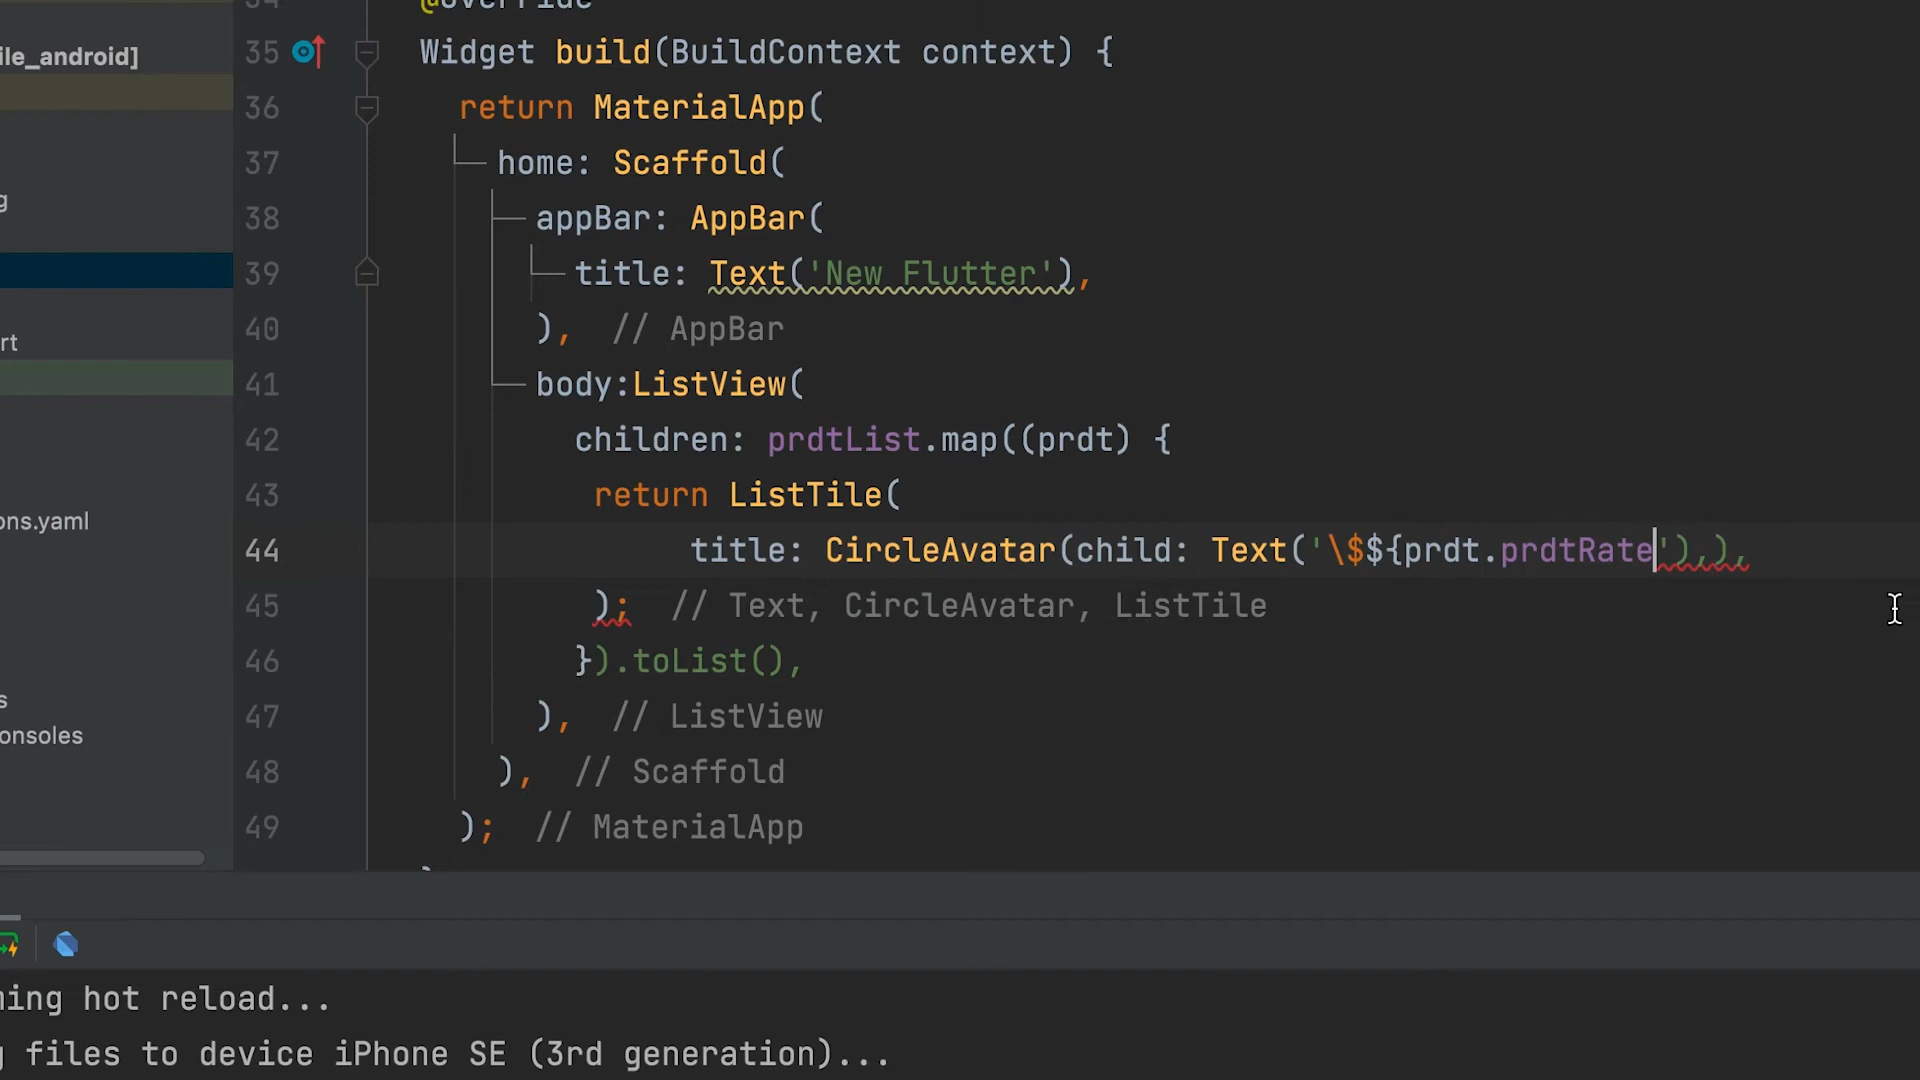 34 @override
ile_android]
35 Widget build(BuildContext context) {
36 return MaterialApp(
37 home: Scaffold(
38 appBar: AppBar(
g
39 title: Text('New Flutter'),
40 ), // AppBar
rt
41 body:ListView(
42 children: prdtList.map((prdt) {
43 return ListTile(
ons.yaml
44 title: CircleAvatar(child: Text('\$${prdt.prdtRate'),),
45 ); // Text, CircleAvatar, ListTile
46 }).toList(),
s
47 ), // ListView
onsoles
48 ), // Scaffold
49 ); // MaterialApp
ning hot reload...
g files to device iPhone SE (3rd generation)...